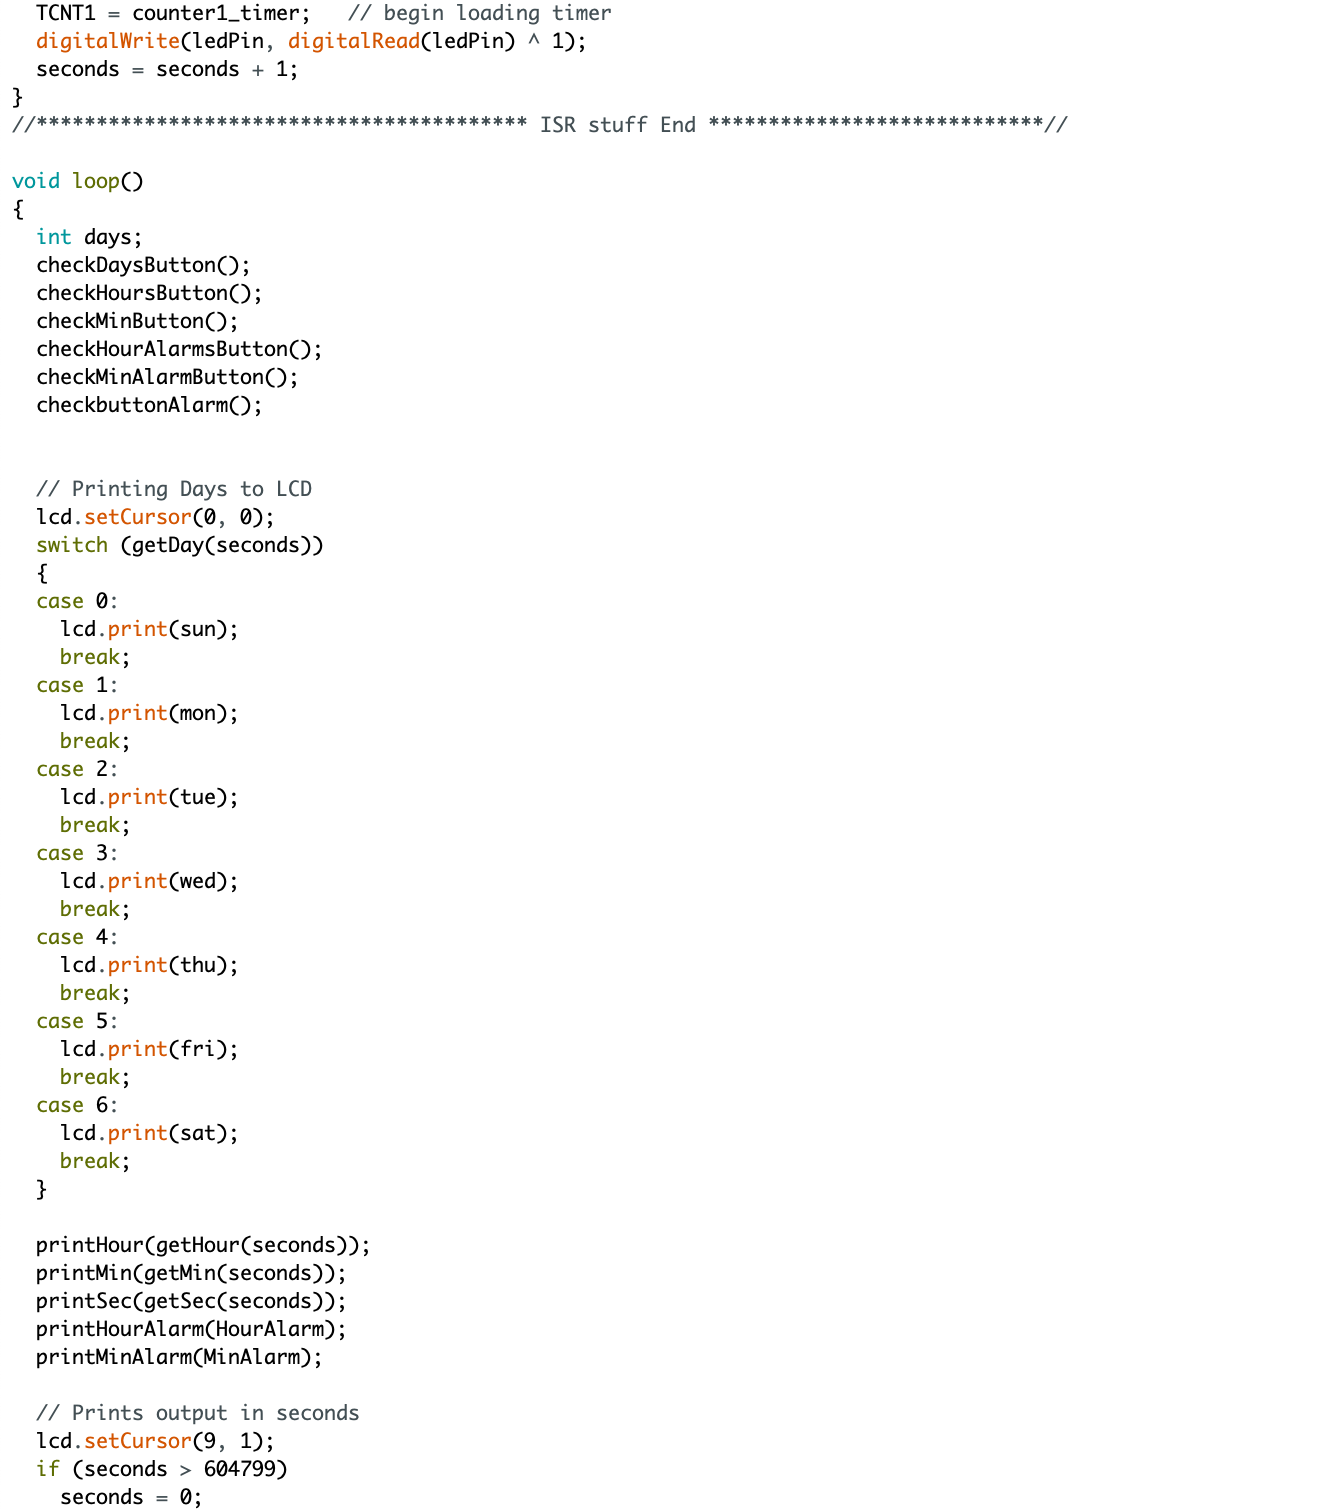 TCNT1 = counter1_timer;   // begin loading timer
  digitalWrite(ledPin, digitalRead(ledPin) ^ 1);
  seconds = seconds + 1;
}
//***************************************** ISR stuff End ****************************//

void loop()
{
  int days;
  checkDaysButton();
  checkHoursButton();
  checkMinButton();
  checkHourAlarmsButton();
  checkMinAlarmButton();
  checkbuttonAlarm();


  // Printing Days to LCD
  lcd.setCursor(0, 0);
  switch (getDay(seconds))
  {
  case 0:
    lcd.print(sun);
    break;
  case 1:
    lcd.print(mon);
    break;
  case 2:
    lcd.print(tue);
    break;
  case 3:
    lcd.print(wed);
    break;
  case 4:
    lcd.print(thu);
    break;
  case 5:
    lcd.print(fri);
    break;
  case 6:
    lcd.print(sat);
    break;
  }

  printHour(getHour(seconds));
  printMin(getMin(seconds));
  printSec(getSec(seconds));
  printHourAlarm(HourAlarm);
  printMinAlarm(MinAlarm);

  // Prints output in seconds
  lcd.setCursor(9, 1);
  if (seconds > 604799)
    seconds = 0;